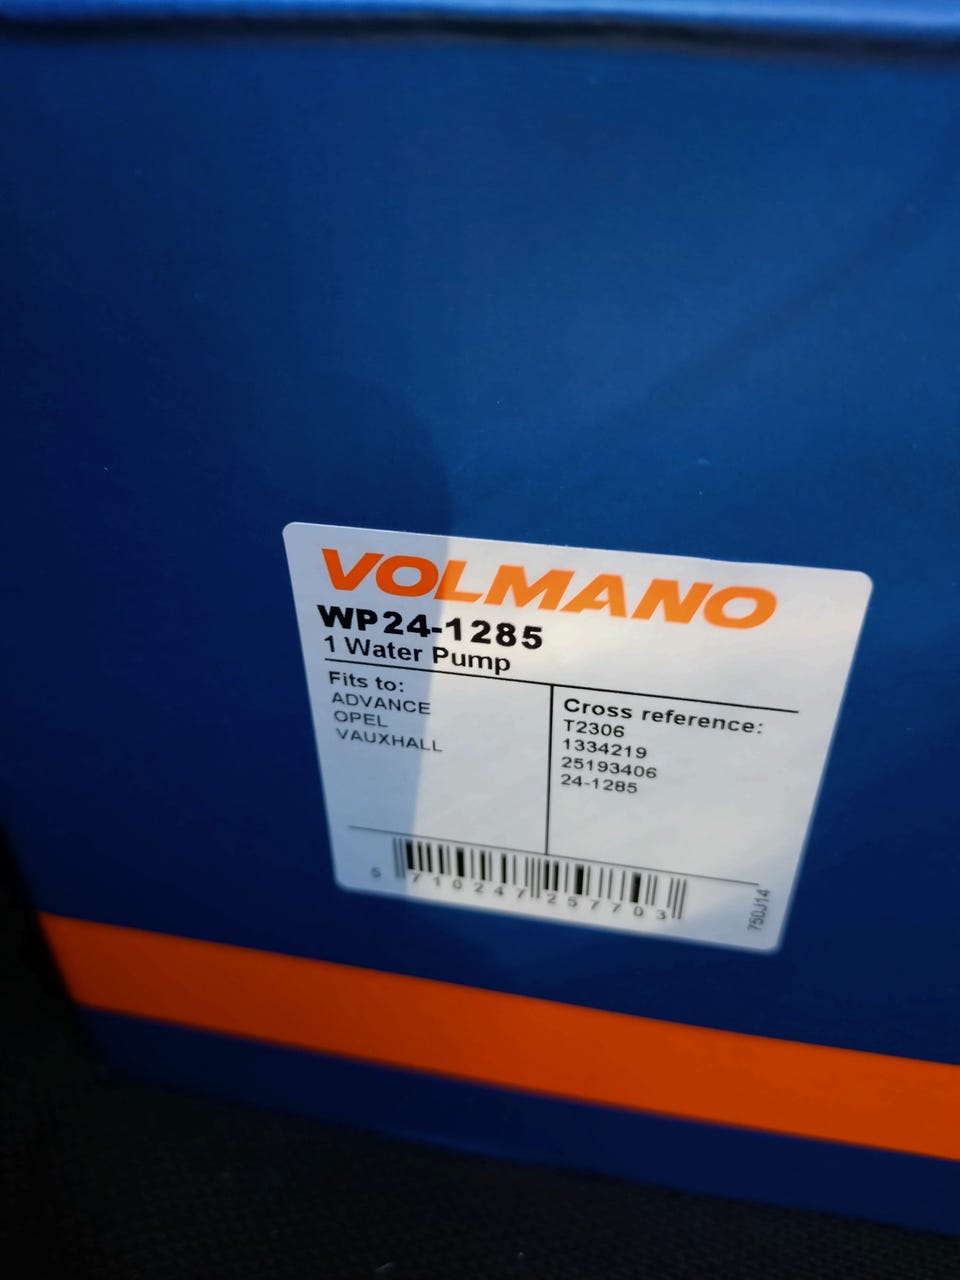 VOLMANO
WP24-1285
1 Water Pump
Fits to:
ADVANCE
OPEL
VAUXHALL
Cross reference:
T2306
1334219
25193406
24-1285
5 710247 257703
750J14